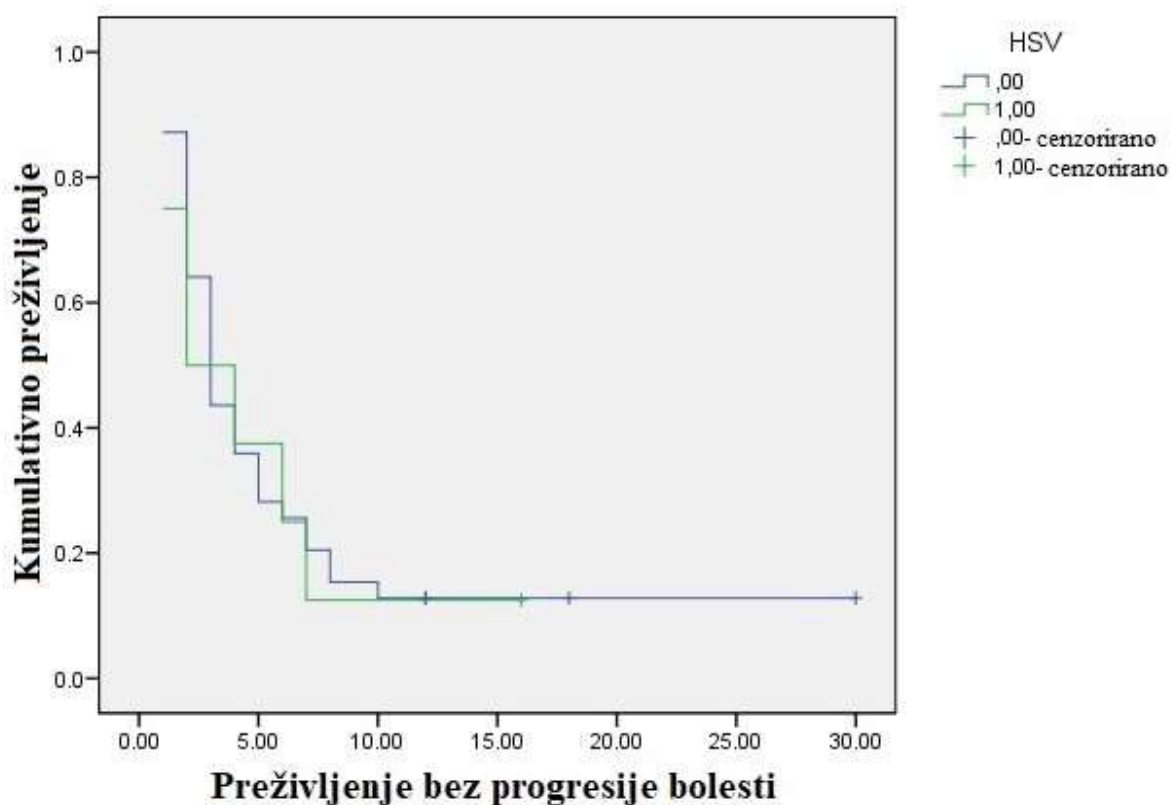 HSV
,00
1,00
,00- cenzorirano
1,00- cenzorirano
Kumulativno preživljenje
1.0
0.8
0.6
0.4
0.2
0.0
0.00 5.00 10.00 15.00 20.00 25.00 30.00
Preživljenje bez progresije bolesti